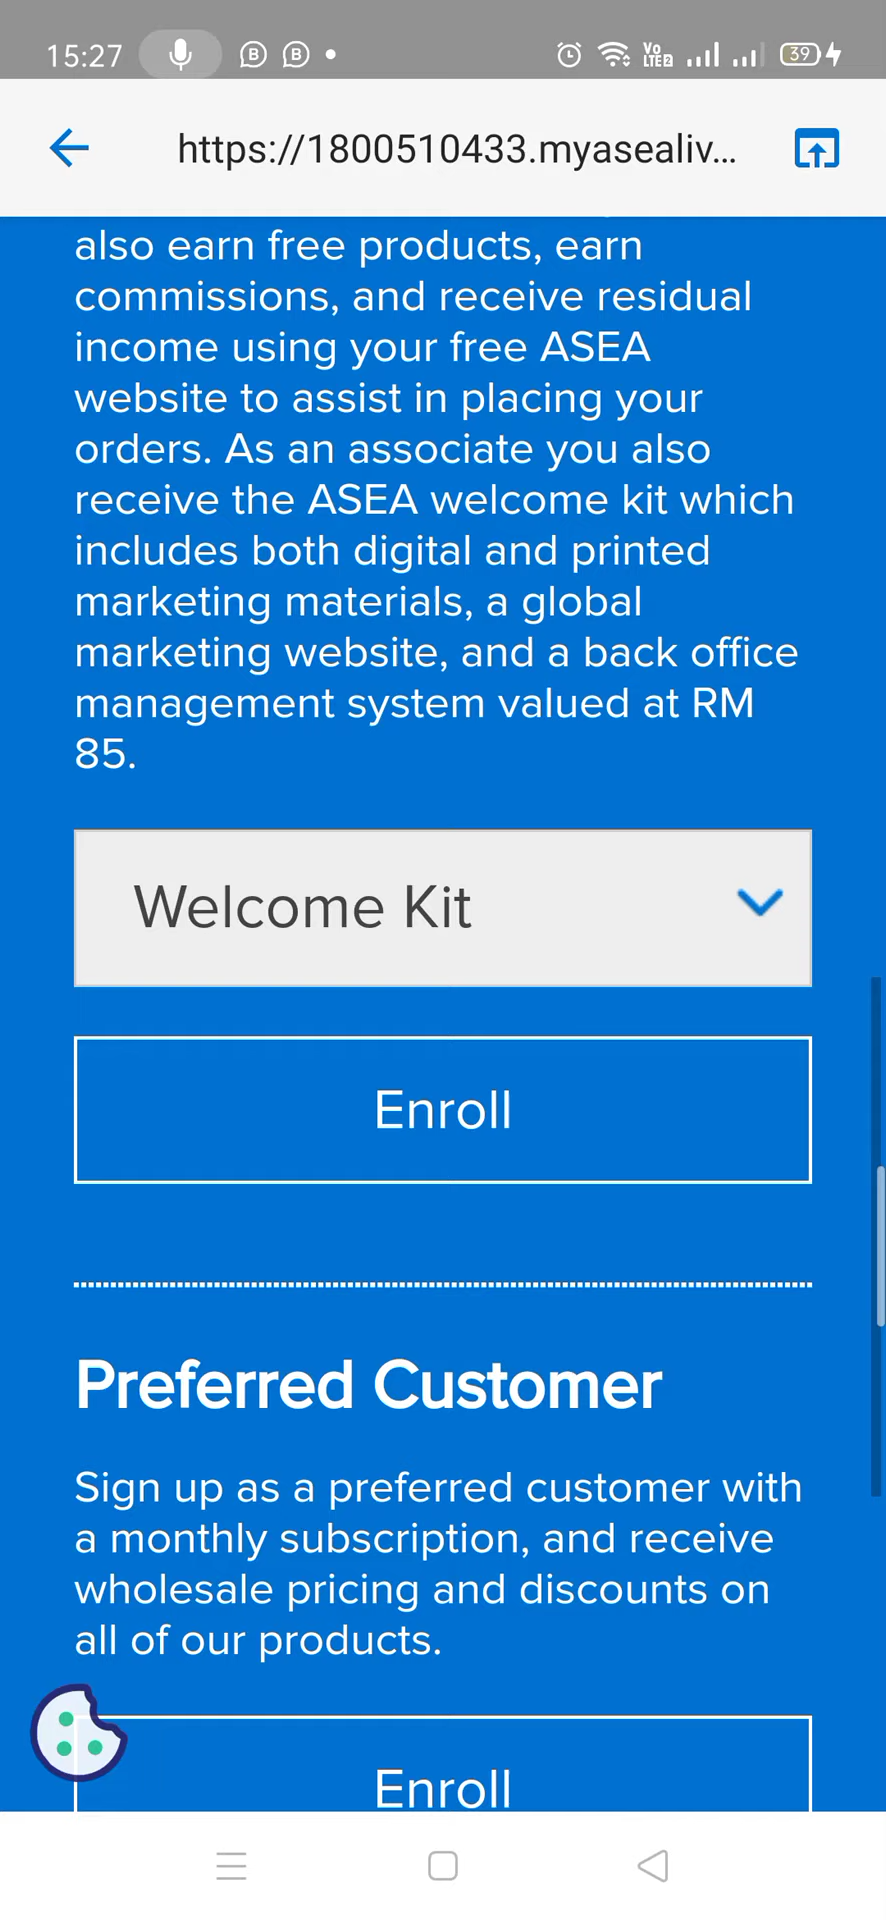 15:27
B B
Vo
LTE 2
39
https://1800510433.myasealiv...
also earn free products, earn
commissions, and receive residual
income using your free ASEA
website to assist in placing your
orders. As an associate you also
receive the ASEA welcome kit which
includes both digital and printed
marketing materials, a global
marketing website, and a back office
management system valued at RM
85.
Welcome Kit
Enroll
Preferred Customer
Sign up as a preferred customer with
a monthly subscription, and receive
wholesale pricing and discounts on
all of our products.
Enroll